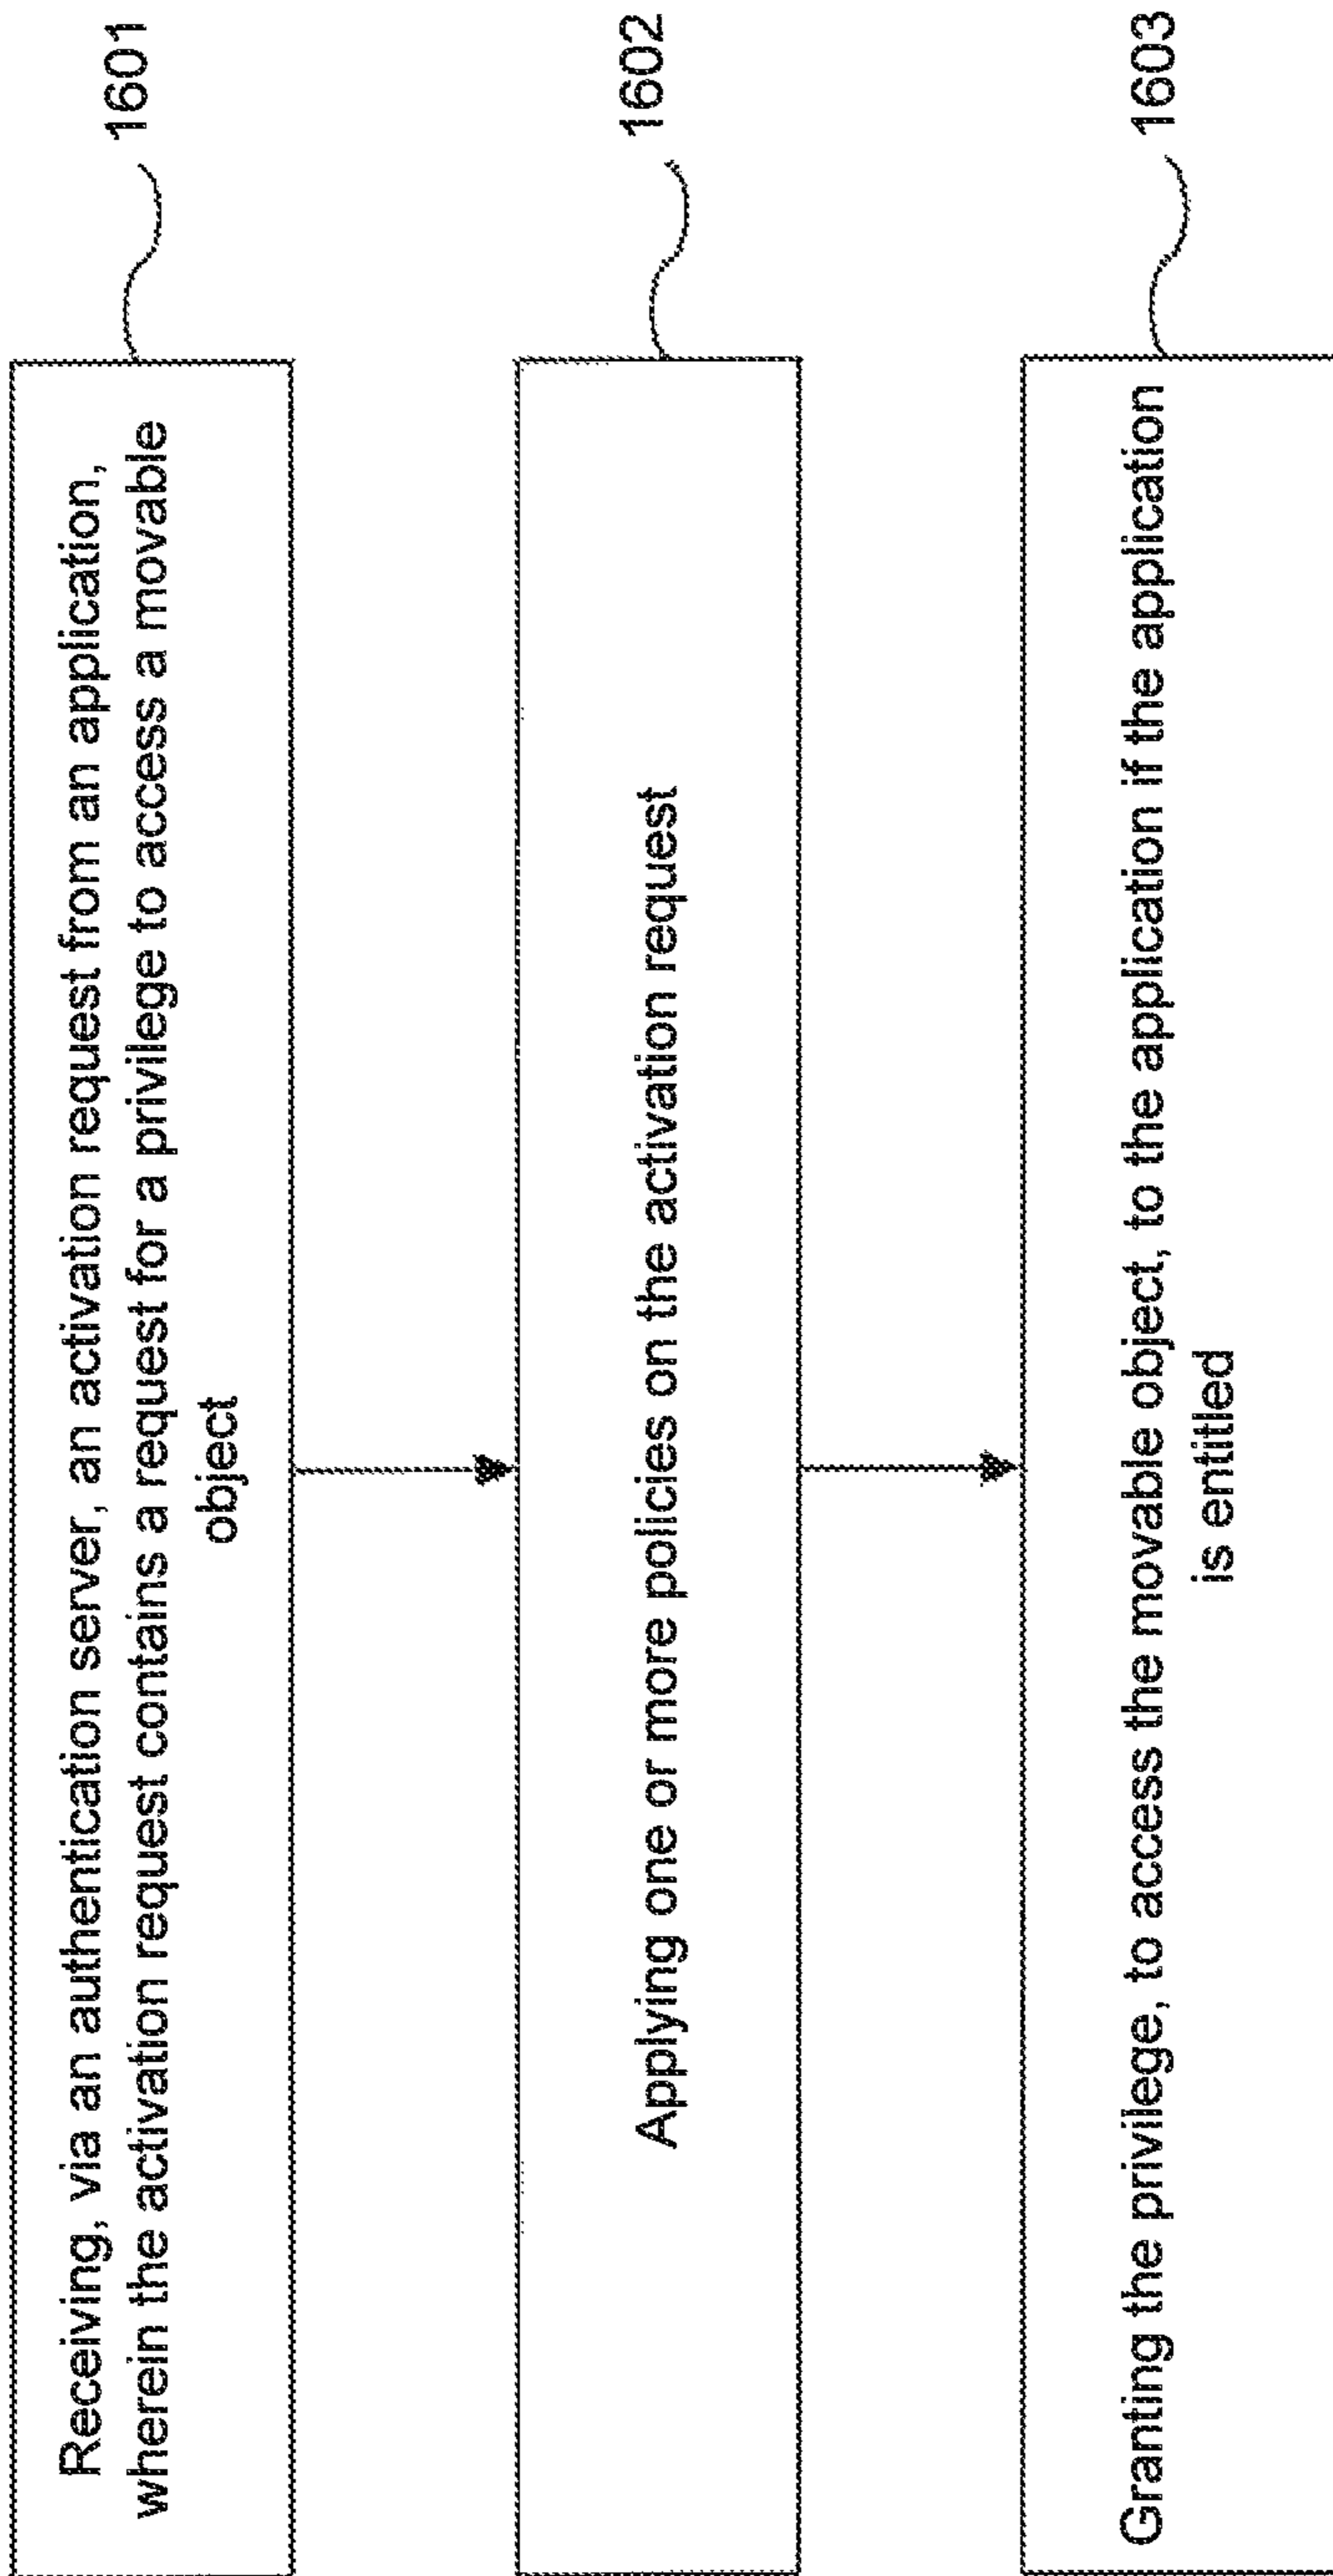 Receiving, via an authentication server, an activation request from an application,
wherein the activation request contains a request for a privilege to access a movable
object
1601
Applying one or more policies on the activation request
1602
Granting the privilege, to access the movable object, to the application if the application
is entitled
1603